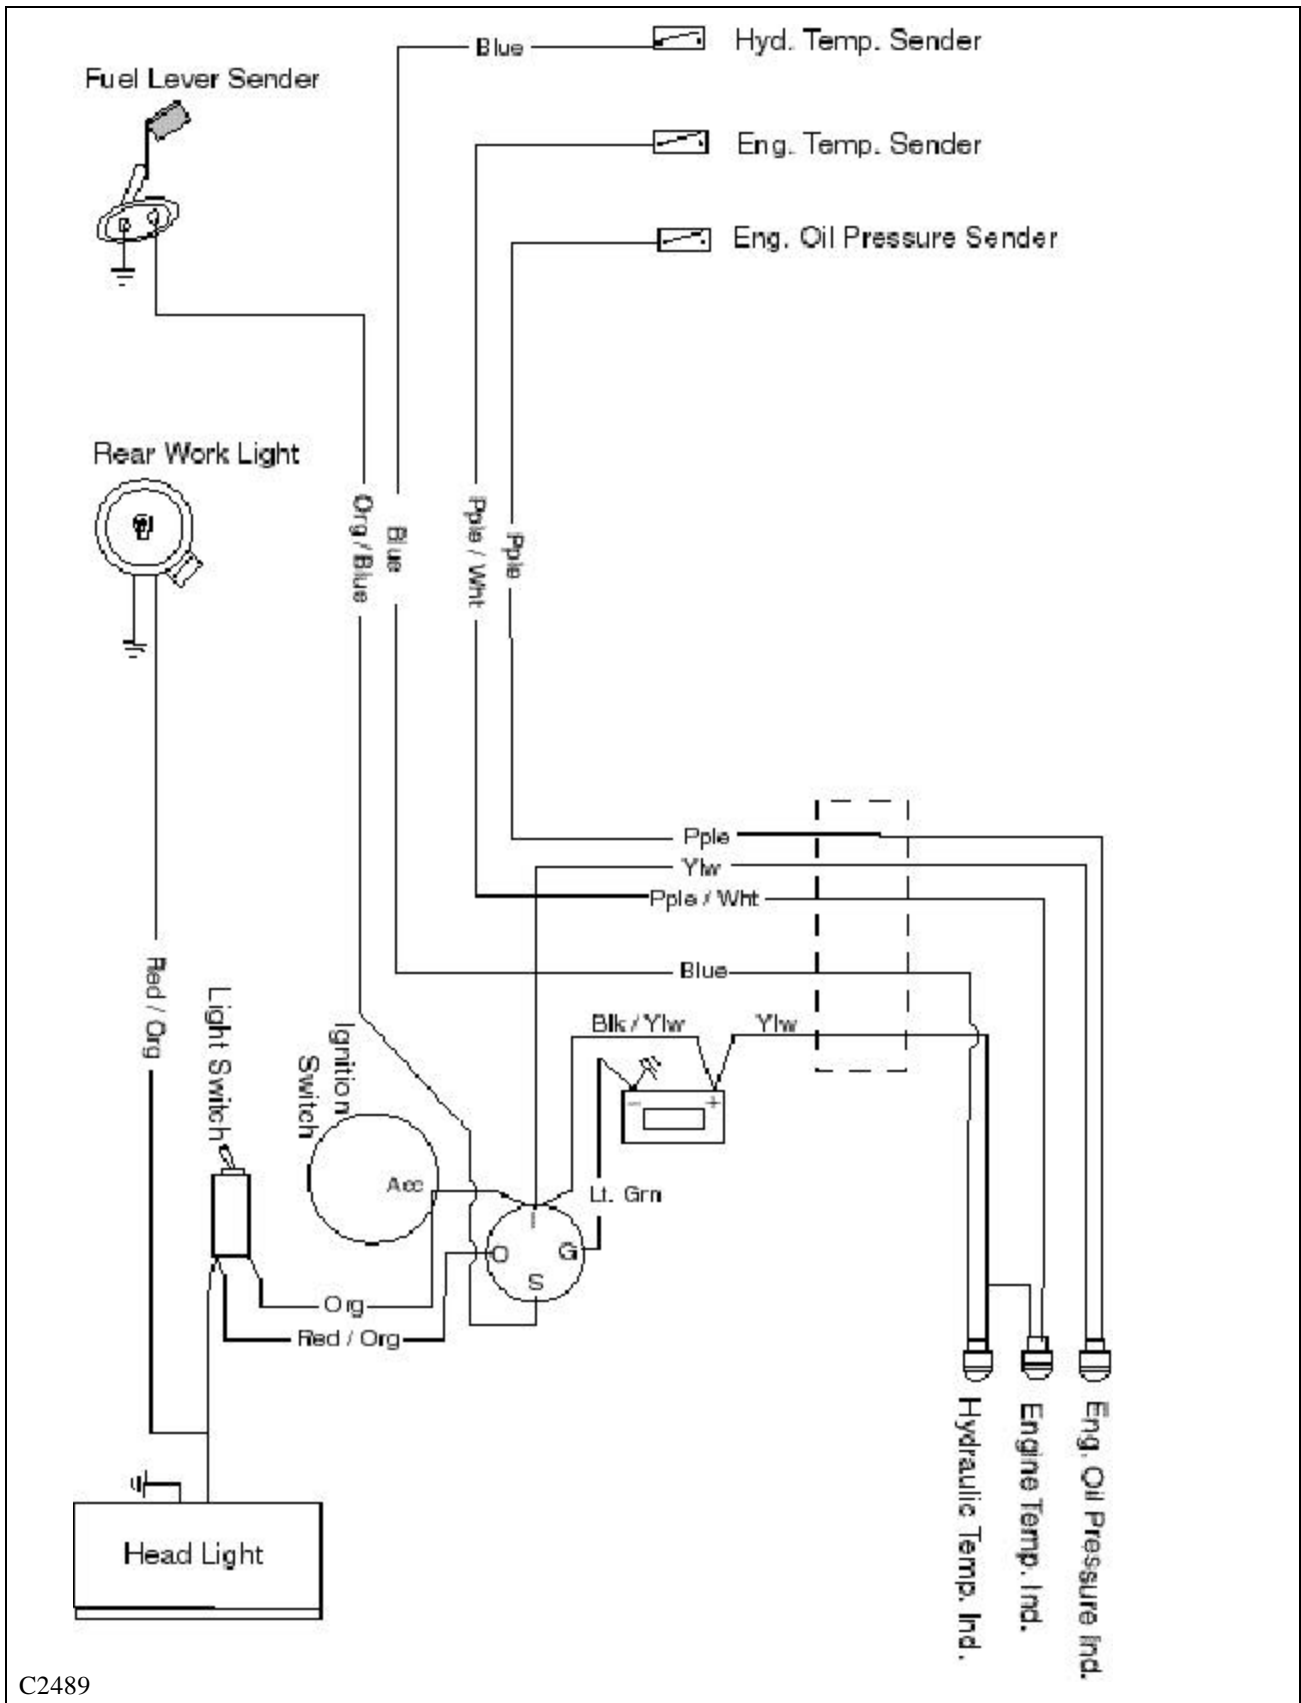 Blue
Hyd. Temp. Sender
Fuel Lever Sender
Eng. Temp. Sender
Eng. Oil Pressure Sender
Rear Work Light
Org / Blue
Blue
Pple / Wht
Pple
Pple
Ylw
Pple / Wht
Blue
Red / Org
Light Switch
Ignition
Switch
Blk / Ylw
Ylw
- +
Acc
Lt. Grn
I
O
G
S
Org
Red / Org
Hydraulic Temp. Ind.
Engine Temp. Ind.
Eng. Oil Pressure Ind.
Head Light
C2489